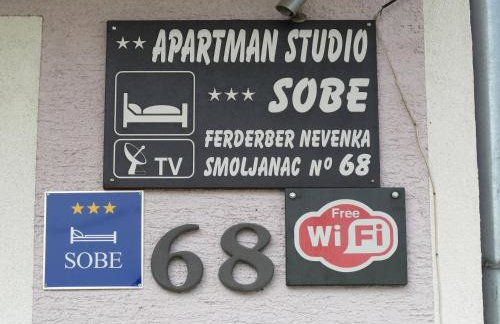 ★★ APARTMAN STUDIO
★★★ SOBE
FERDERBER NEVENKA
TV SMOLJANAC Nº 68
★★★
SOBE
68
Free
WiFi